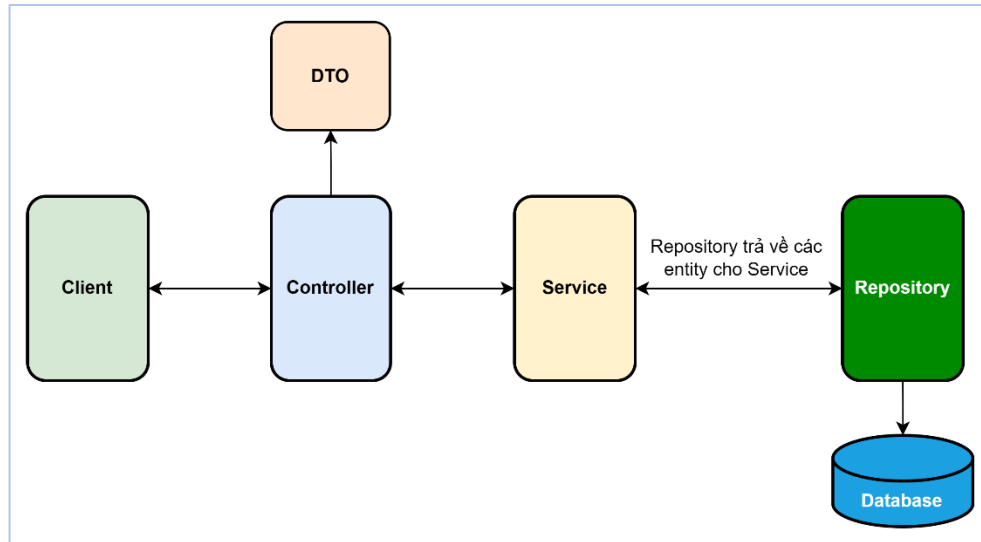 DTO
Client
Controller
Service
Repository trả về các
entity cho Service
Repository
Database